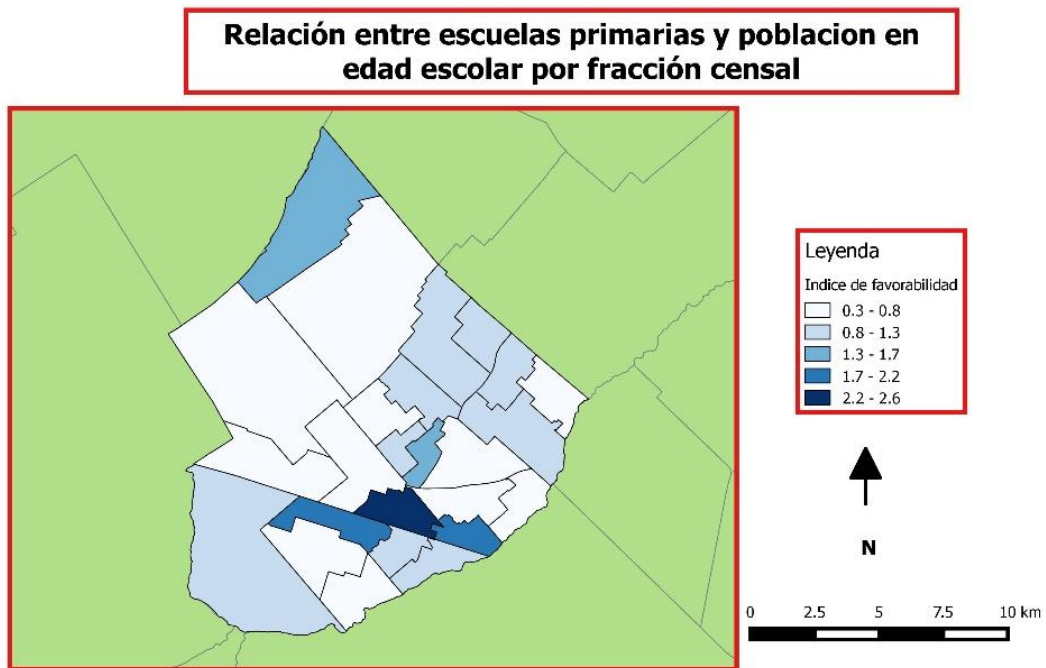 Relación entre escuelas primarias y poblacion en
edad escolar por fracción censal
Leyenda
Indice de favorabilidad
0.3 - 0.8
0.8 - 1.3
1.3 - 1.7
1.7 - 2.2
2.2 - 2.6
N
0 2.5 5 7.5 10 km